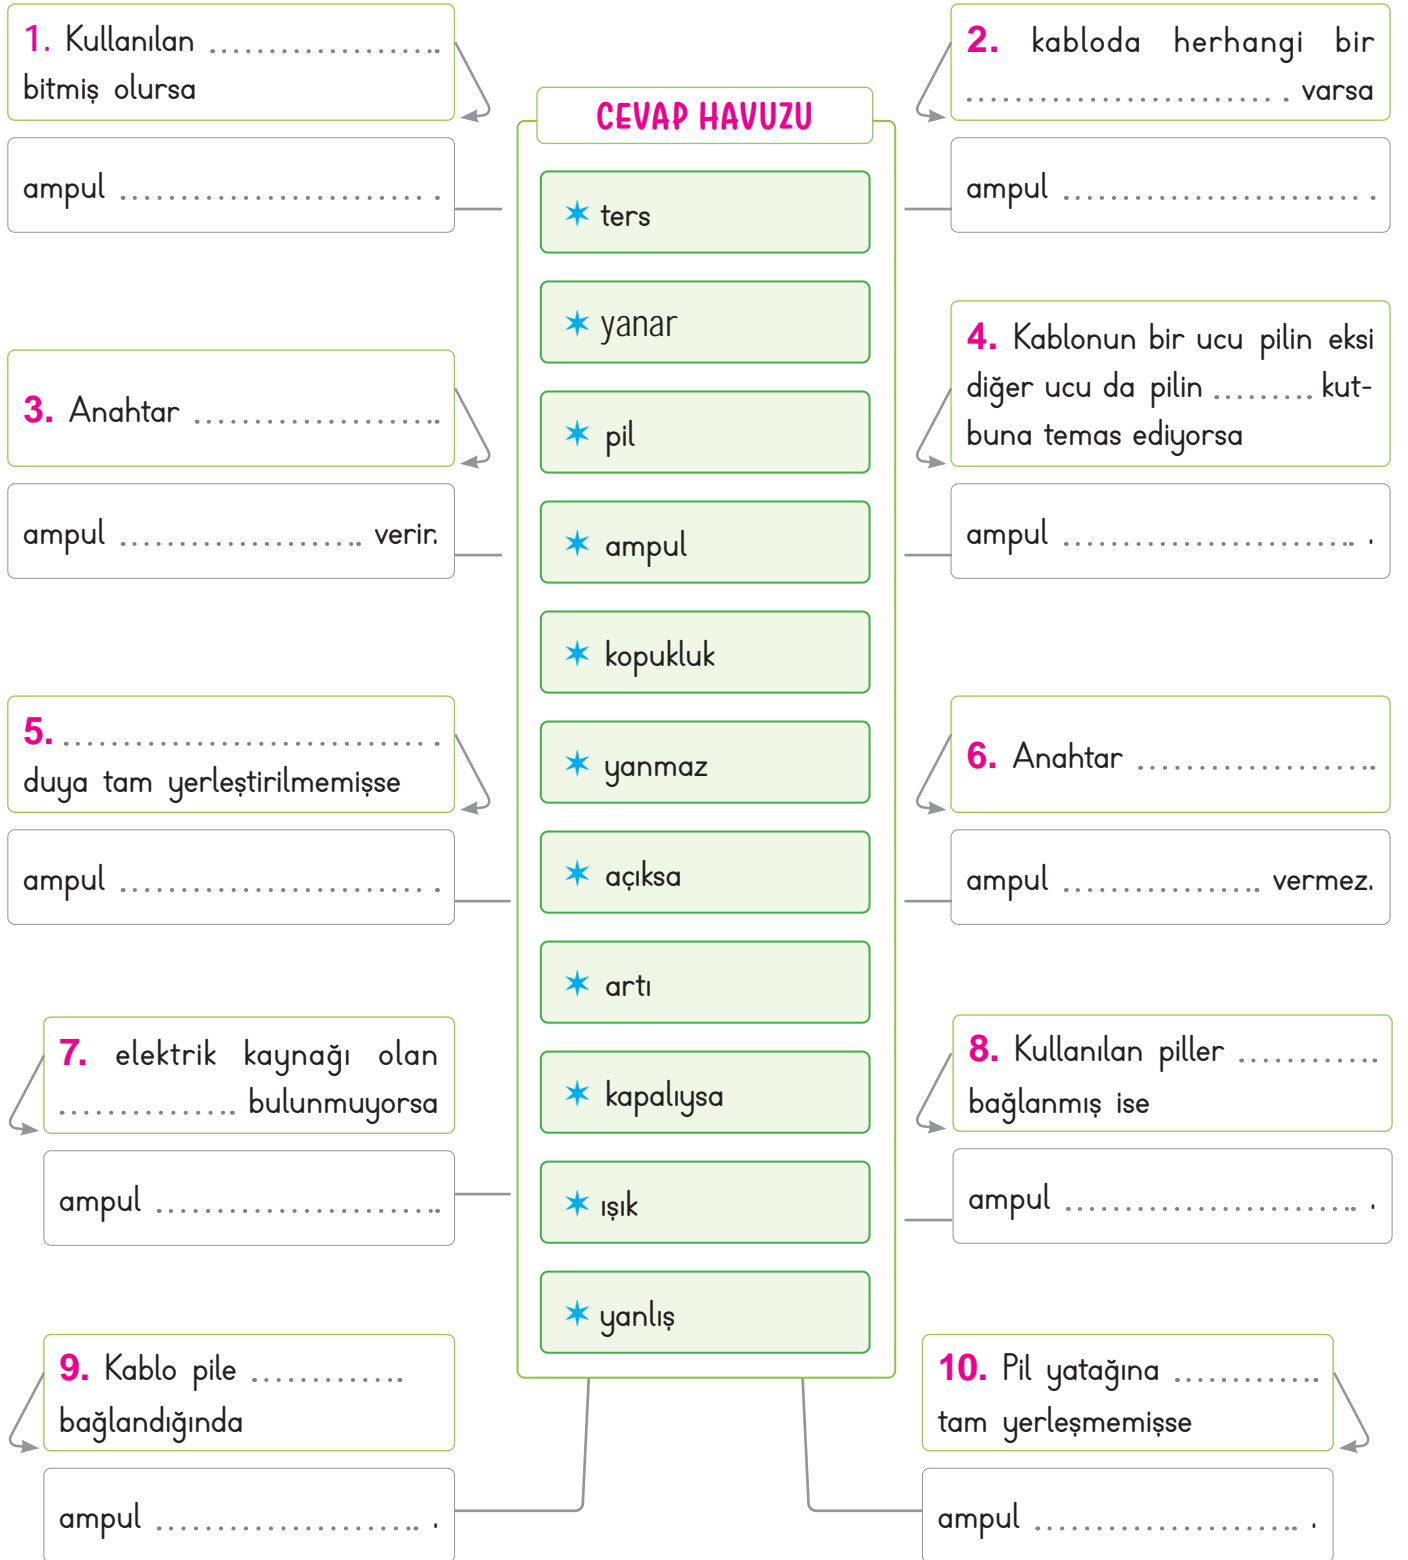 1. Kullanılan ....................
bitmiş olursa
ampul .......................... .
2. kabloda herhangi bir
........................... . varsa
ampul .......................... .
CEVAP HAVUZU
✶ ters
✶ yanar
✶ pil
✶ ampul
✶ kopukluk
✶ yanmaz
✶ açıksa
✶ artı
✶ kapalıysa
✶ ışık
✶ yanlış
3. Anahtar .....................
ampul ..................... verir.
4. Kablonun bir ucu pilin eksi
diğer ucu da pilin ......... kut-
buna temas ediyorsa
ampul ......................... .
5. ............................... .
duya tam yerleştirilmemişse
ampul .......................... .
6. Anahtar ....................
ampul ................. vermez.
7. elektrik kaynağı olan
............... bulunmuyorsa
ampul ........................
8. Kullanılan piller ............
bağlanmış ise
ampul ......................... .
9. Kablo pile .............
bağlandığında
ampul ....................... .
10. Pil yatağına ............
tam yerleşmemişse
ampul ....................... .